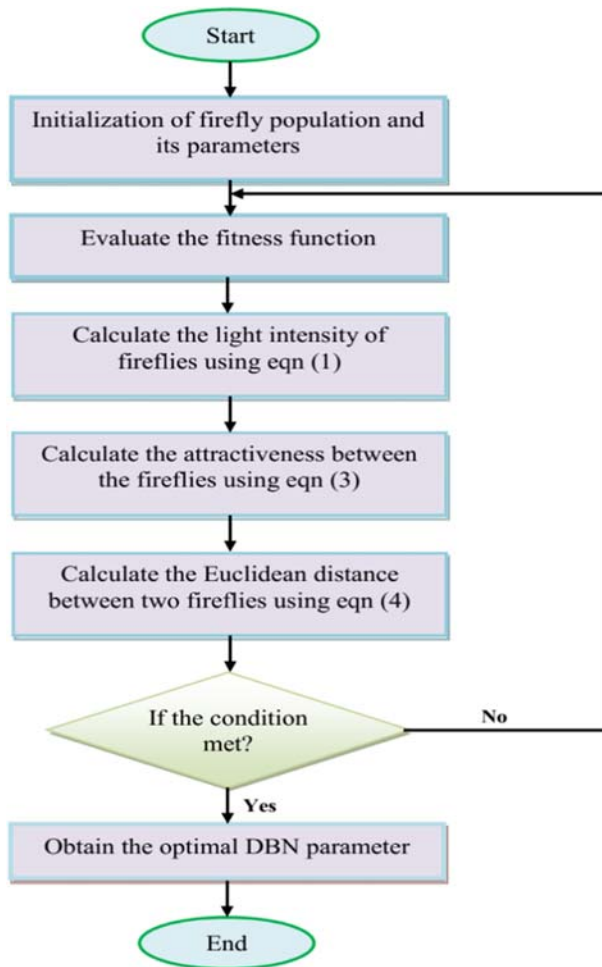 Start
Initialization of firefly population and
its parameters
Evaluate the fitness function
Calculate the light intensity of
fireflies using eqn (1)
Calculate the attractiveness between
the fireflies using eqn (3)
Calculate the Euclidean distance
between two fireflies using eqn (4)
If the condition
met?
No
Yes
Obtain the optimal DBN parameter
End